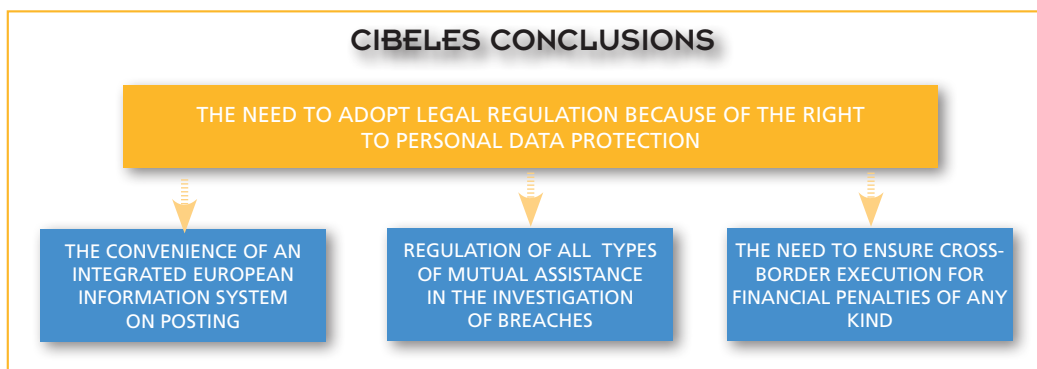 CIBELES CONCLUSIONS
THE NEED TO ADOPT LEGAL REGULATION BECAUSE OF THE RIGHT
TO PERSONAL DATA PROTECTION
THE CONVENIENCE OF AN
INTEGRATED EUROPEAN
INFORMATION SYSTEM
ON POSTING
REGULATION OF ALL TYPES
OF MUTUAL ASSISTANCE
IN THE INVESTIGATION
OF BREACHES
THE NEED TO ENSURE CROSS-
BORDER EXECUTION FOR
FINANCIAL PENALTIES OF ANY
KIND